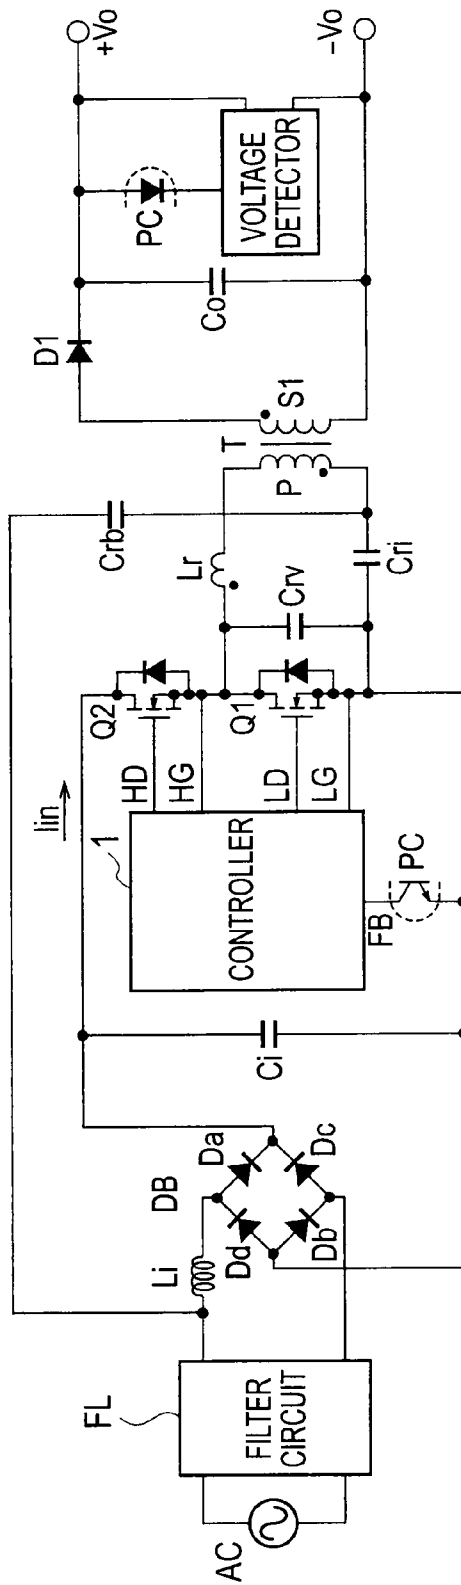 AC
FL
FILTER
CIRCUIT
Li
DB
Da
Dd
Db
Dc
Ci
Iin
1
CONTROLLER
HD
HG
LD
LG
FB
PC
Q2
Q1
Lr
Crv
Crb
Cri
P
T
S1
D1
Co
PC
VOLTAGE
DETECTOR
+Vo
-Vo